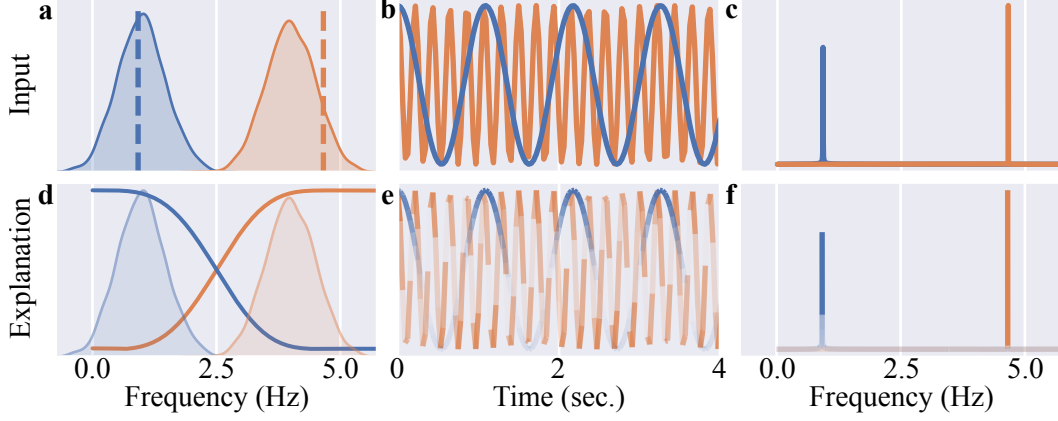 a b c
Input
d e f
Explanation
0.0 2.5 5.0 0 2 4 0.0 2.5 5.0
Frequency (Hz) Time (sec.) Frequency (Hz)